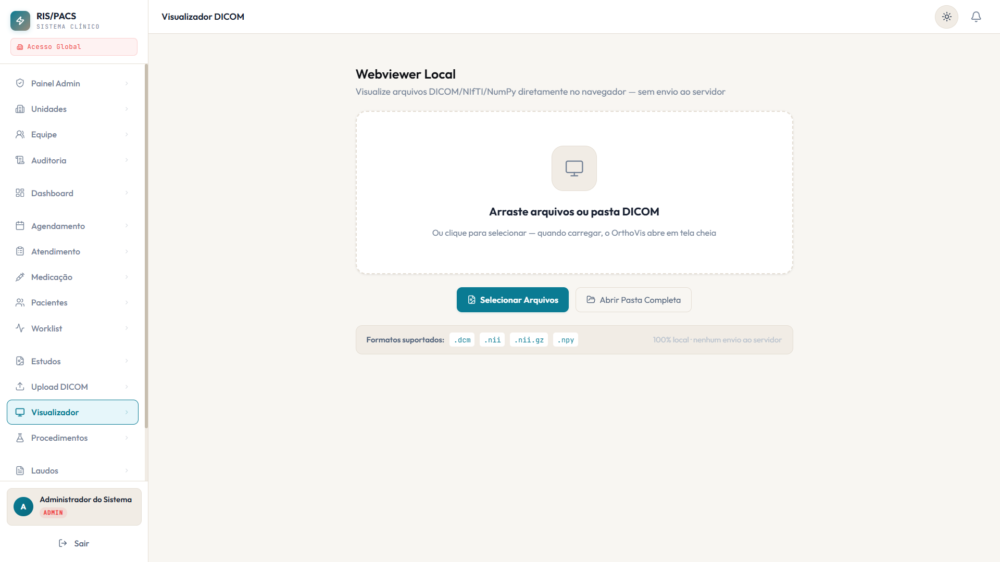 RIS/PACS
SISTEMA CLÍNICO
Acesso Global
Painel Admin
Unidades
Equipe
Auditoria
Dashboard
Agendamento
Atendimento
Medicação
Pacientes
Worklist
Estudos
Upload DICOM
Visualizador
Procedimentos
Laudos
A
Administrador do Sistema
ADMIN
Sair
Visualizador DICOM
Webviewer Local
Visualize arquivos DICOM/NIfTI/NumPy diretamente no navegador — sem envio ao servidor
Arraste arquivos ou pasta DICOM
Ou clique para selecionar — quando carregar, o OrthoVis abre em tela cheia
Selecionar Arquivos
Abrir Pasta Completa
Formatos suportados: .dcm .nii .nii.gz .npy
100% local · nenhum envio ao servidor